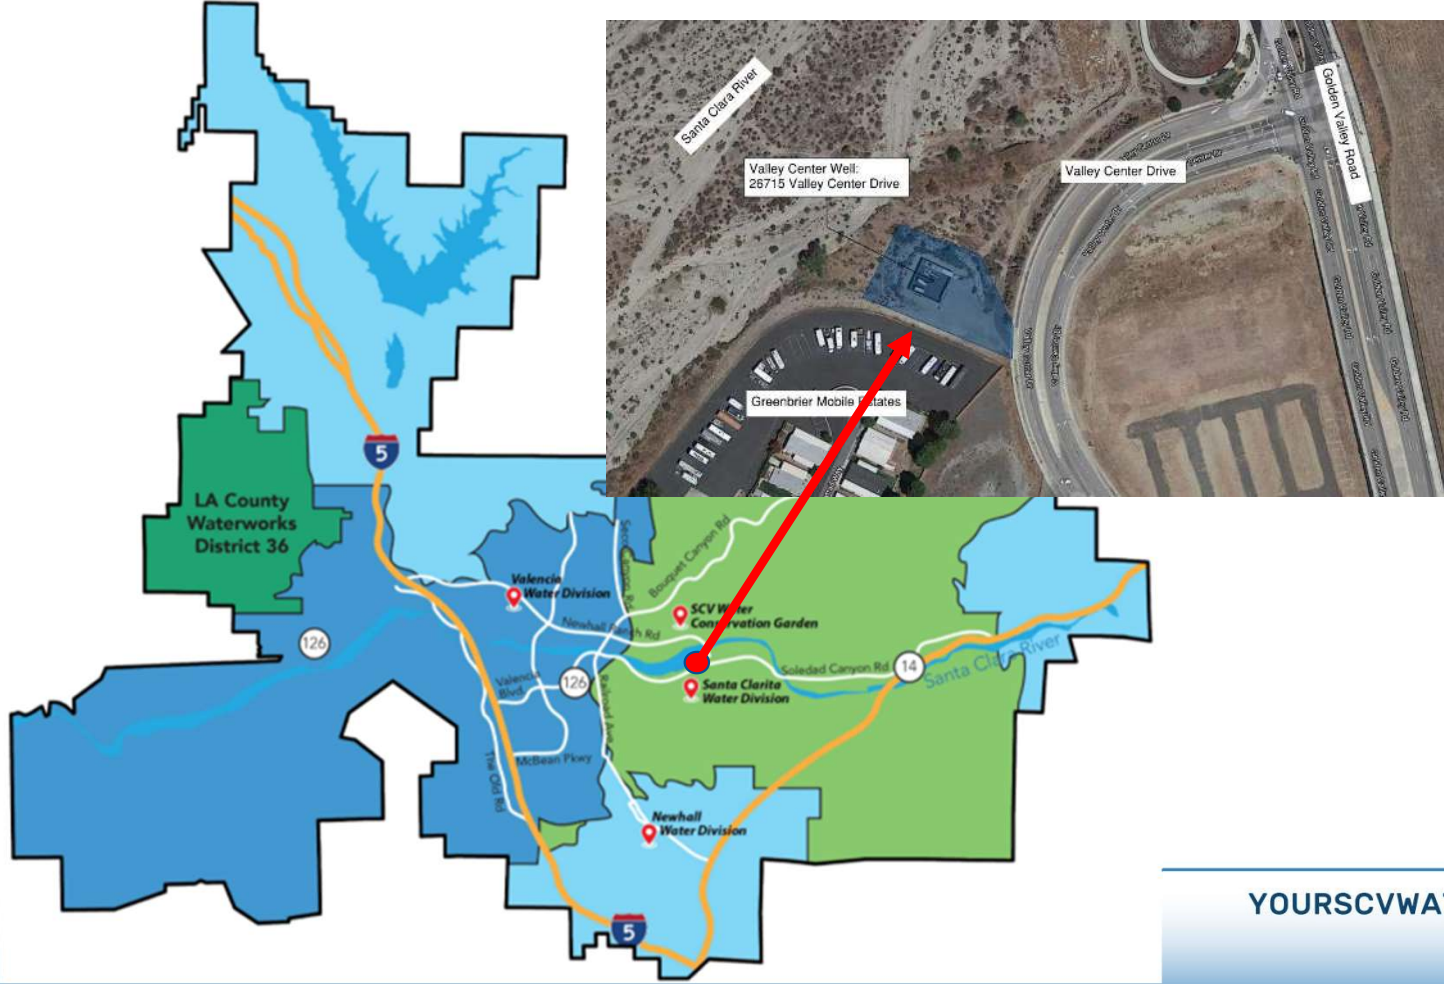 Santa Clara River
Golden Valley Road
Valley Center Well:
26715 Valley Center Drive
Valley Center Drive
Greenbrier Mobile Estates
5
LA County
Waterworks
District 36
Bouquet Canyon Rd
Valencia
Water Division
SCV Water
Conservation Garden
Newhall Ranch Rd
126
Soledad Canyon Rd
14
Santa Clara River
Valencia
Blvd
126
Santa Clarita
Water Division
Railroad Ave
The Old Rd
McBean Pkwy
Newhall
Water Division
5
YOURSCVWA